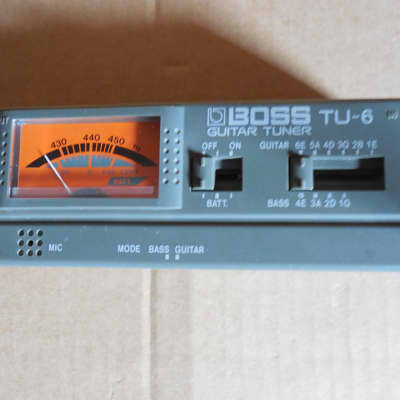 BOSS TU-6
GUITAR TUNER
430 440 450
OFF ON
GUITAR 6E 5A 4D 3G 2B 1E
BATT.
BASS 4E 3A 2D 1G
MIC
MODE BASS GUITAR